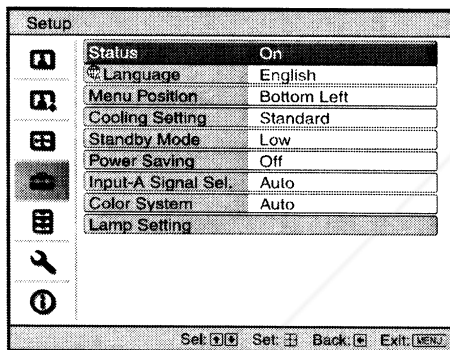 Setup
Status On
Language English
Menu Position Bottom Left
Cooling Setting Standard
Standby Mode Low
Power Saving Off
Input-A Signal Sel. Auto
Color System Auto
Lamp Setting
Sel: Set: Back: Exit: MENU